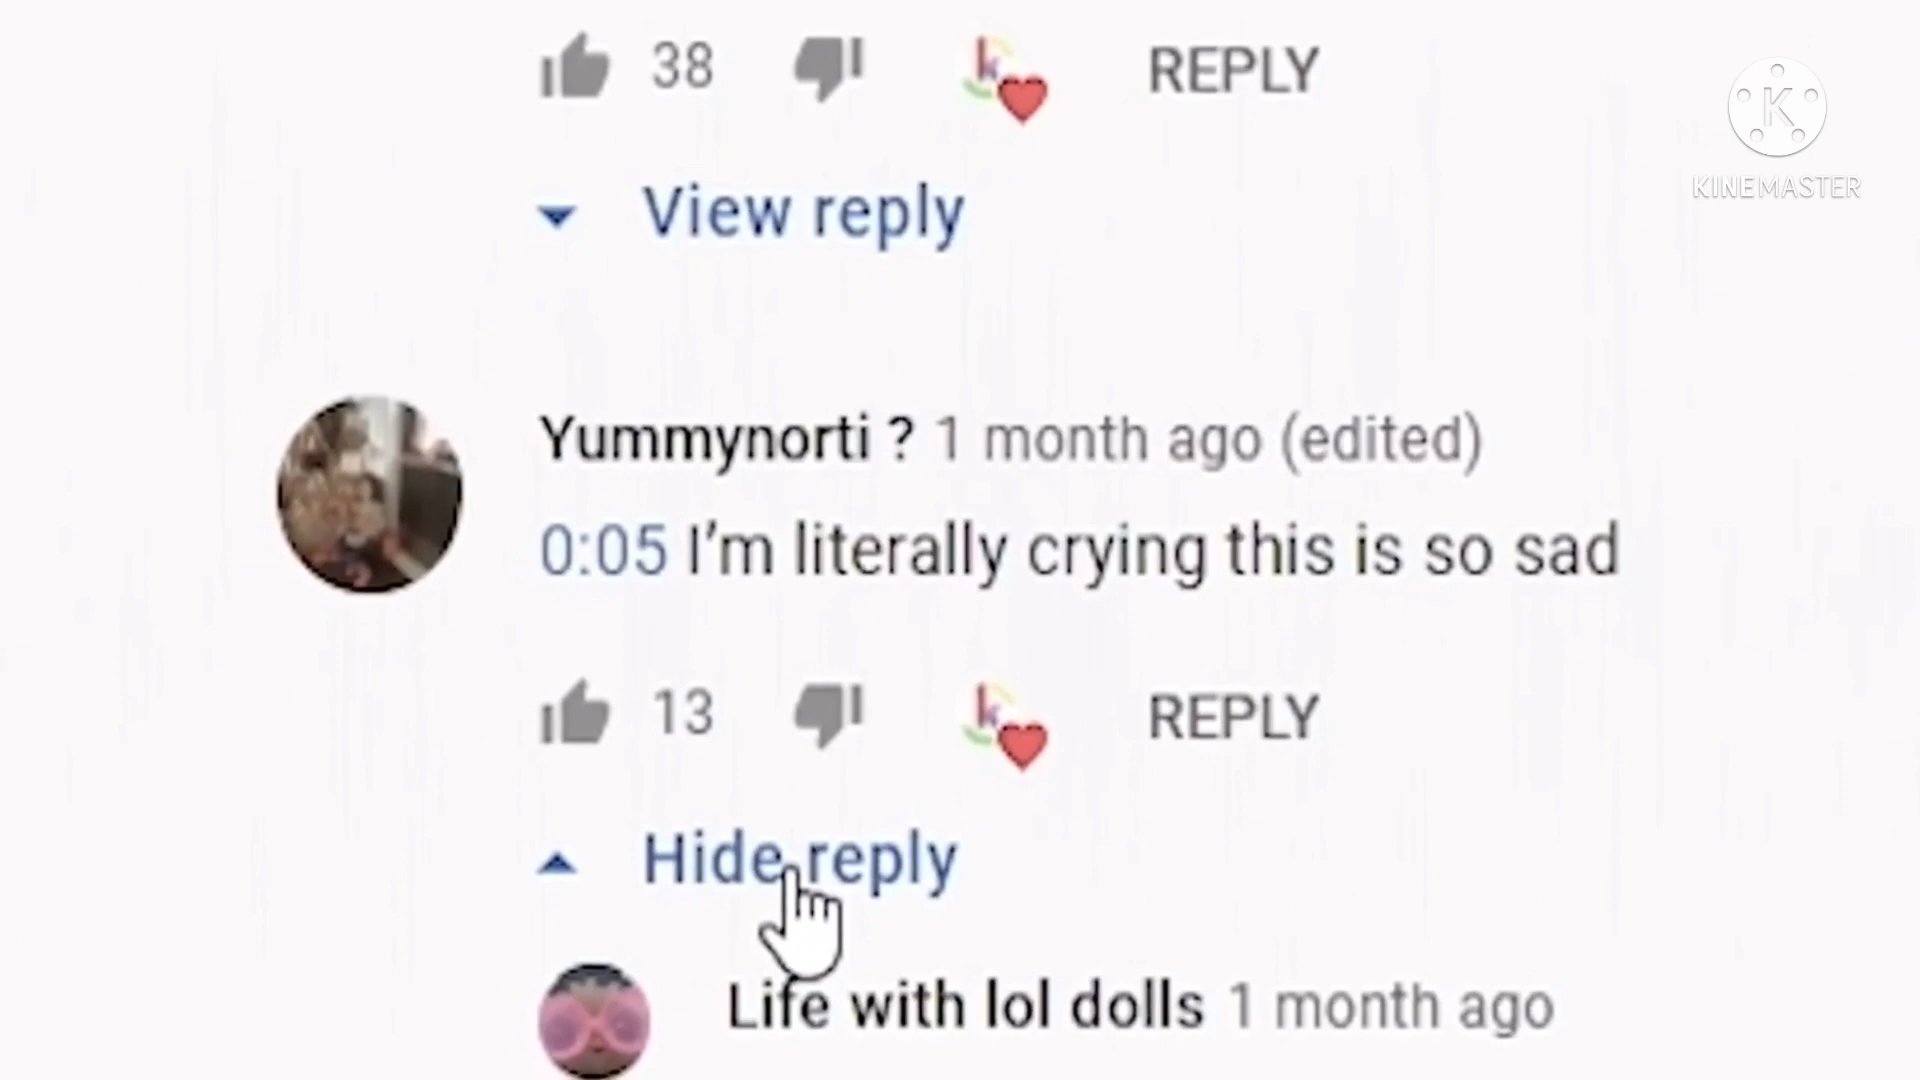 38 REPLY
K
KINEMASTER
View reply
Yummynorti ? 1 month ago (edited)
0:05 I'm literally crying this is so sad
13 REPLY
Hide reply
Life with lol dolls 1 month ago